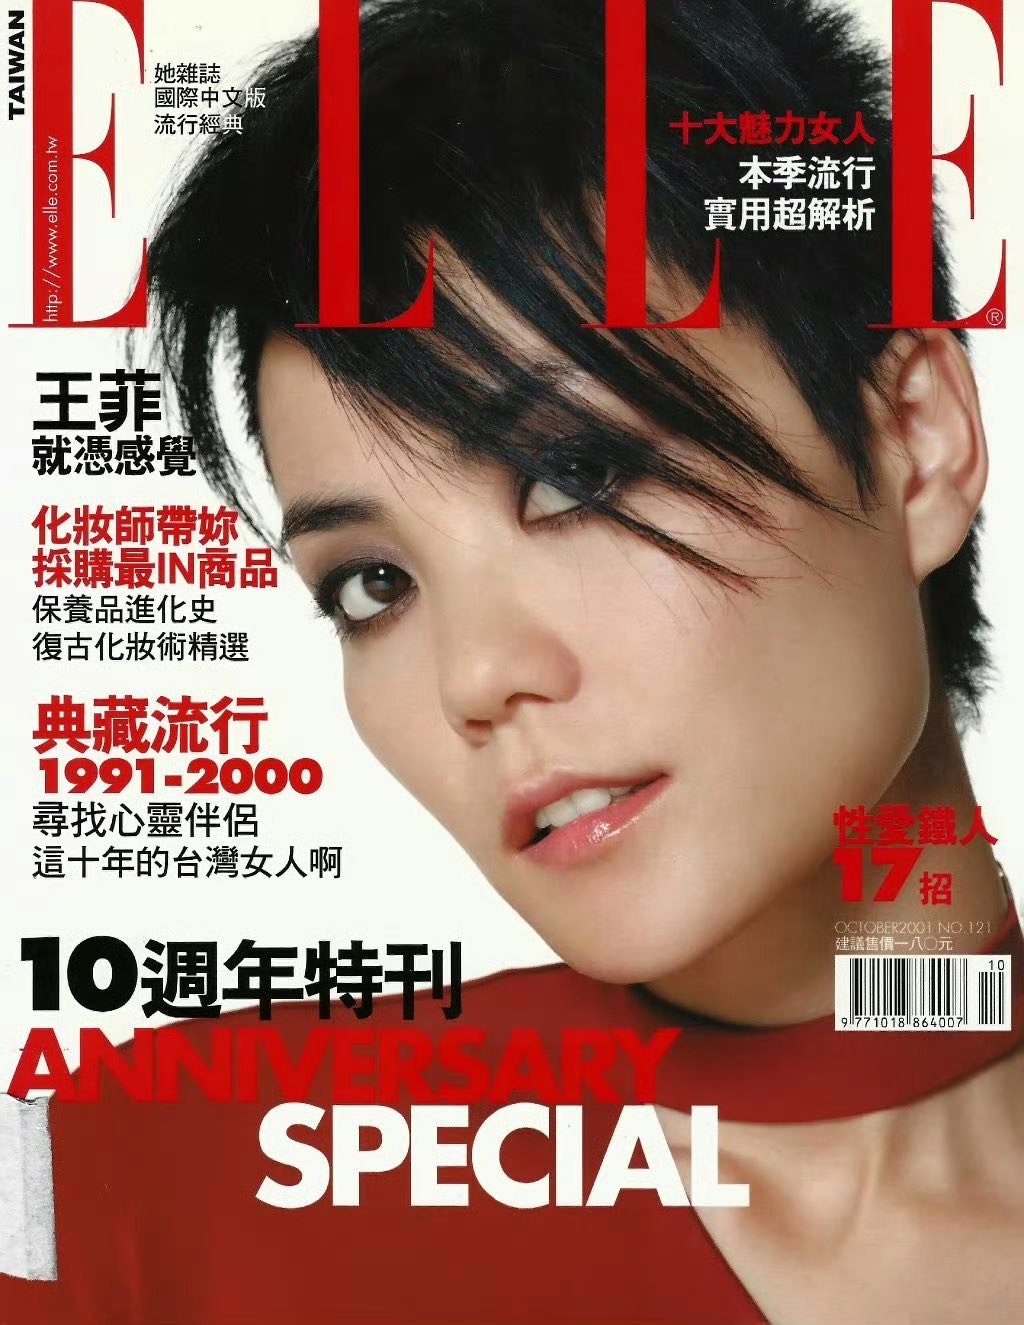 TAIWAN
ELLE
®
http://www.elle.com.tw
她雜誌
國際中文版
流行經典
十大魅力女人
本季流行
實用超解析
王菲
就憑感覺
化妝師帶妳
採購最IN商品
保養品進化史
復古化妝術精選
典藏流行
1991-2000
尋找心靈伴侶
這十年的台灣女人啊
性愛鐵人
17招
OCTOBER2001 NO.121
建議售價一八〇元
10
9 771018 864007
10週年特刊
ANNIVERSARY
SPECIAL